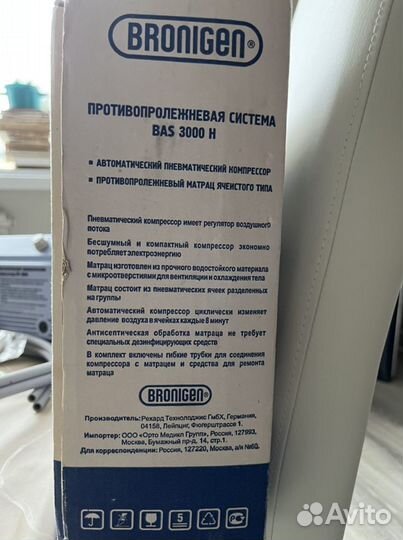 BRONIGEN®
ПРОТИВОПРОЛЕЖНЕВАЯ СИСТЕМА
BAS 3000 H
АВТОМАТИЧЕСКИЙ ПНЕВМАТИЧЕСКИЙ КОМПРЕССОР
ПРОТИВОПРОЛЕЖНЫЙ МАТРАЦ ЯЧЕИСТОГО ТИПА
Пневматический компрессор имеет регулятор воздушного
потока
Бесшумный и компактный компрессор экономно
потребляет электроэнергию
Матрац изготовлен из прочного водостойкого материала
с микроотверстиями для вентиляции и охлаждения тела
Матрац состоит из пневматических ячеек разделенных
на группы
Автоматический компрессор циклически изменяет
давление воздуха в ячейках каждые 8 минут
Антисептическая обработка матраца не требует
специальных дезинфицирующих средств
В комплект включены гибкие трубки для соединения
компрессора с матрацем и средства для ремонта
матраца
BRONIGEN®
Производитель: Рекард Технолоджис ГмбХ, Германия,
04158, Лейпциг, Фюгерштрассе 1.
Импортер: ООО «Орто Медикл Групп», Россия, 127993,
Москва, Бумажный пр-д, 14, стр.1.
Для корреспонденции: Россия, 127220, Москва, а/я №60.
5
Avito